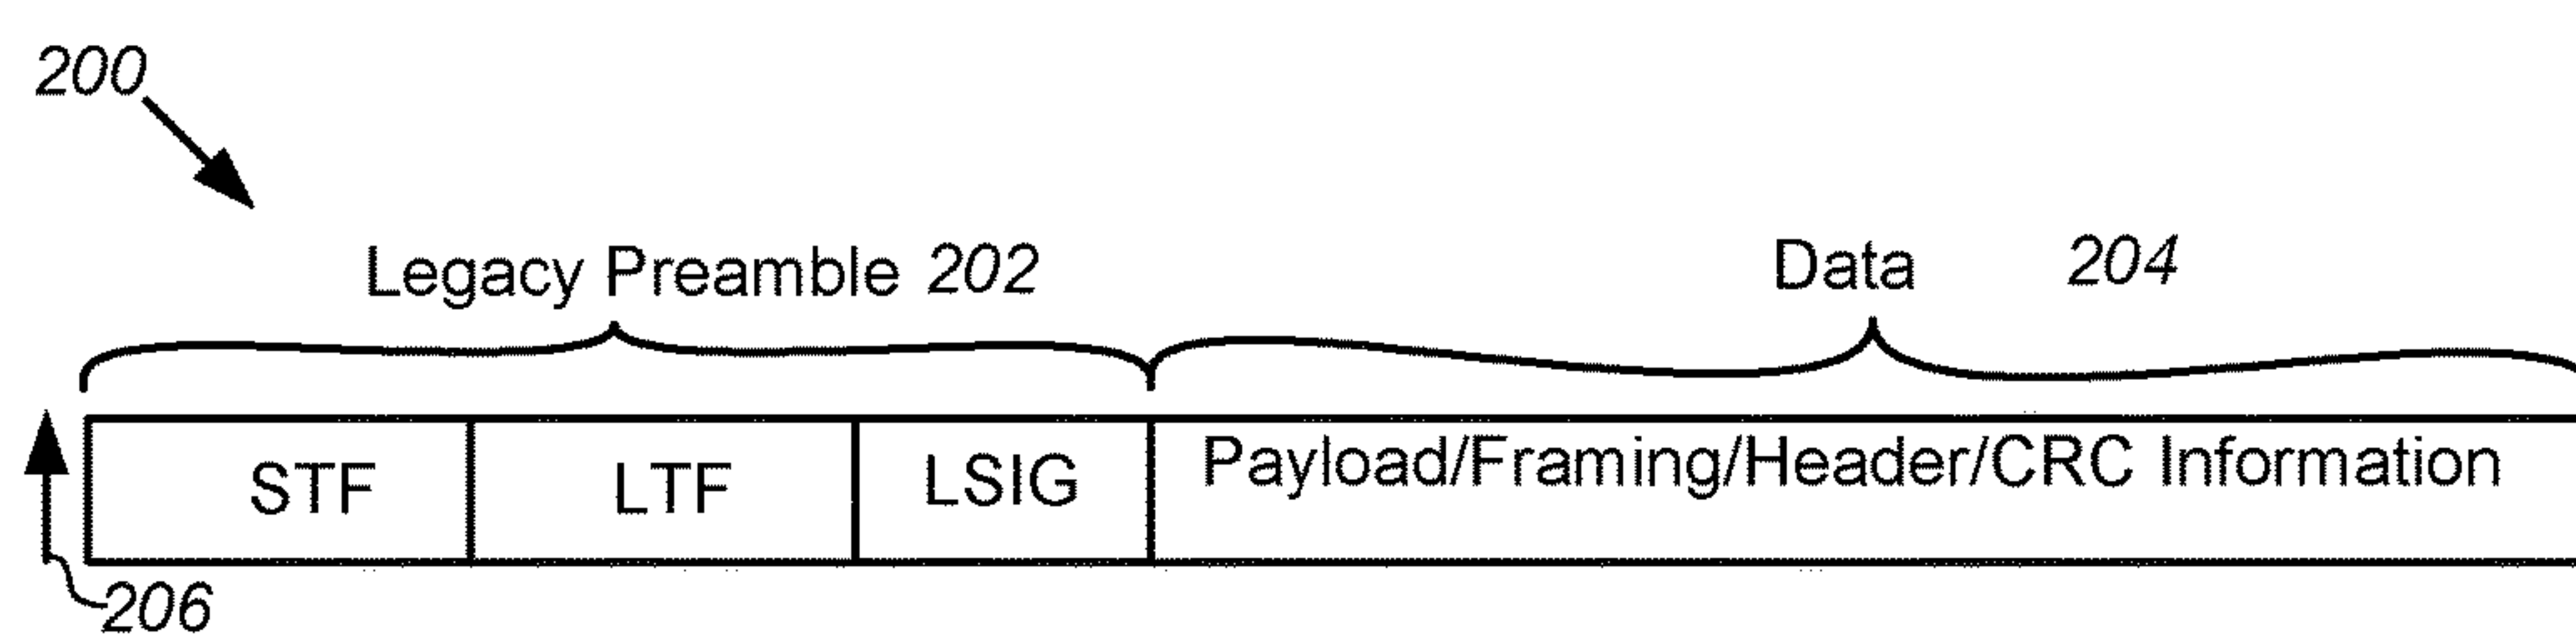 200
Legacy Preamble 202
Data 204
STF LTF LSIG Payload/Framing/Header/CRC Information
206